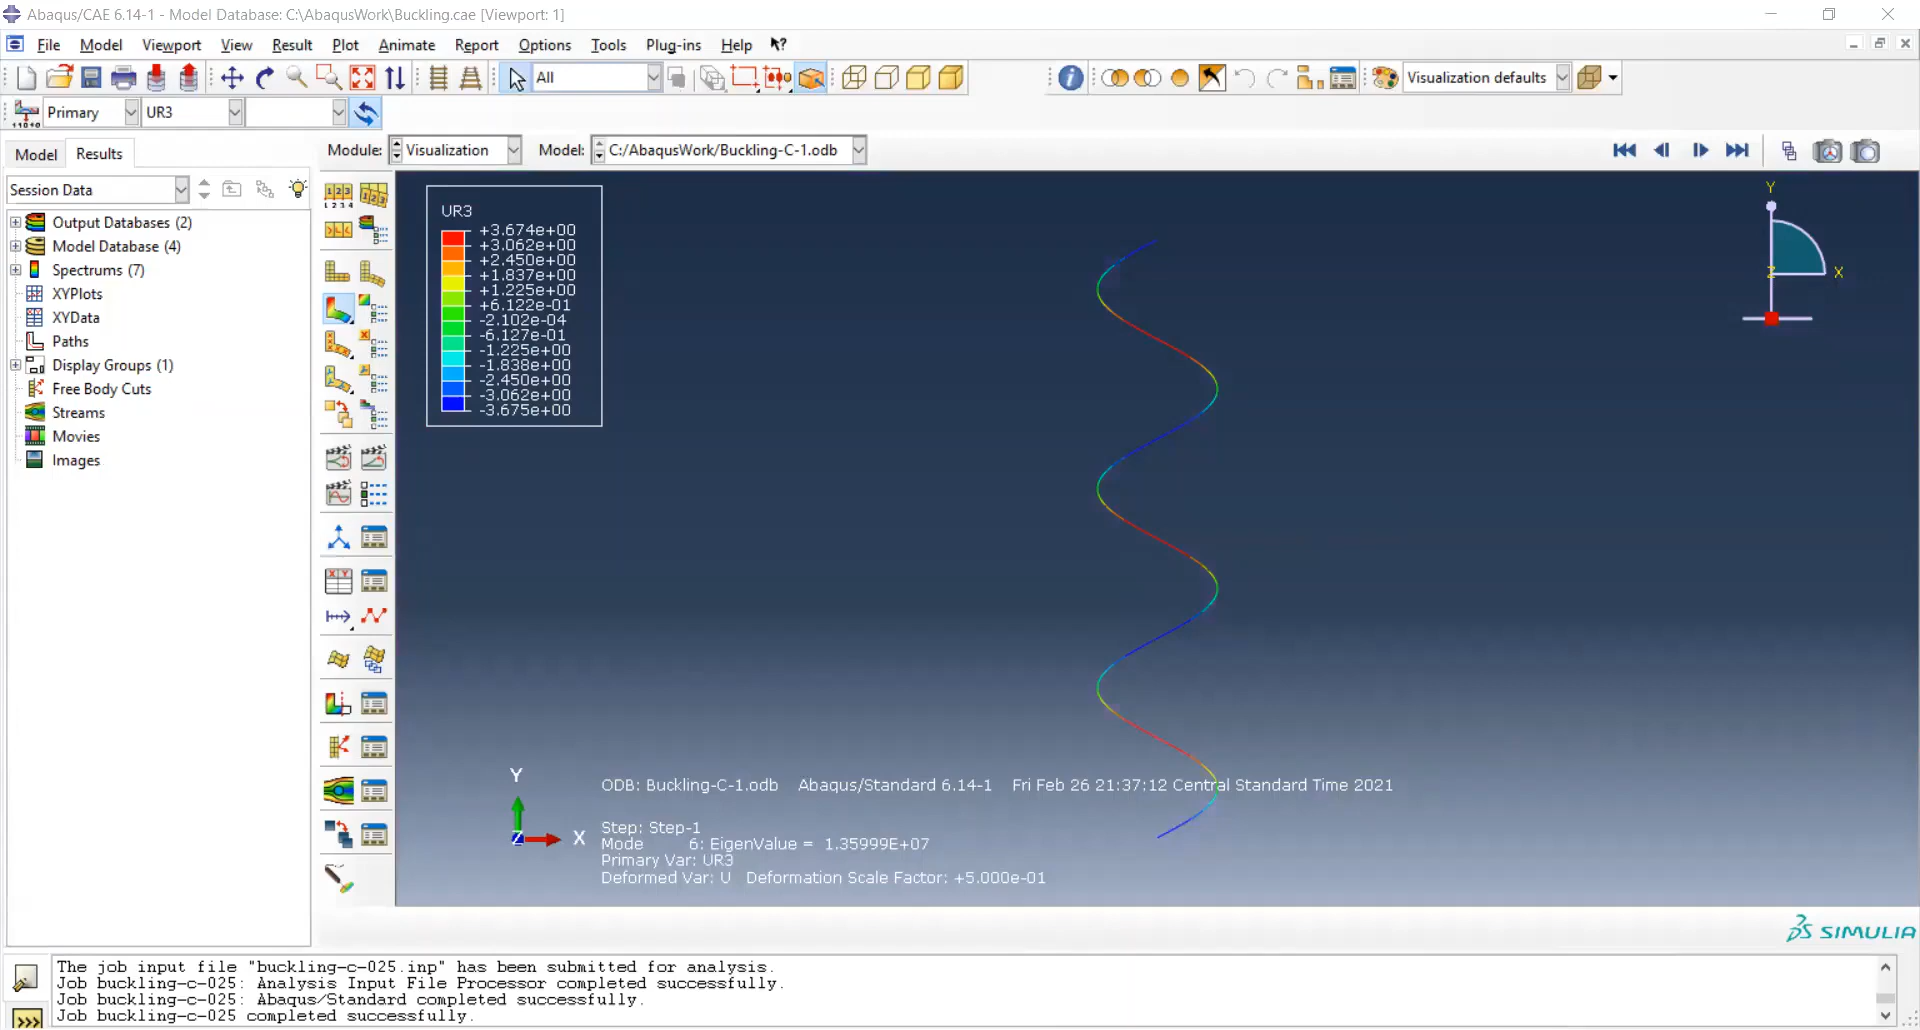 Abaqus/CAE 6.14-1 - Model Database: C:\AbaqusWork\Buckling.cae [Viewport: 1]
File Model Viewport View Result Plot Animate Report Options Tools Plug-ins Help
All Visualization defaults
Primary UR3
Model Results Module: Visualization Model: C:/AbaqusWork/Buckling-C-1.odb
Session Data
Output Databases (2)
Model Database (4)
Spectrums (7)
XYPlots
XYData
Paths
Display Groups (1)
Free Body Cuts
Streams
Movies
Images
UR3
+3.674e+00
+3.062e+00
+2.450e+00
+1.837e+00
+1.225e+00
+6.122e-01
-2.102e-04
-6.127e-01
-1.225e+00
-1.838e+00
-2.450e+00
-3.062e+00
-3.675e+00
Y
Z X
Y
Z X
ODB: Buckling-C-1.odb Abaqus/Standard 6.14-1 Fri Feb 26 21:37:12 Central Standard Time 2021
Step: Step-1
Mode 6: EigenValue = 1.35999E+07
Primary Var: UR3
Deformed Var: U Deformation Scale Factor: +5.000e-01
SIMULIA
The job input file "buckling-c-025.inp" has been submitted for analysis.
Job buckling-c-025: Analysis Input File Processor completed successfully.
Job buckling-c-025: Abaqus/Standard completed successfully.
Job buckling-c-025 completed successfully.